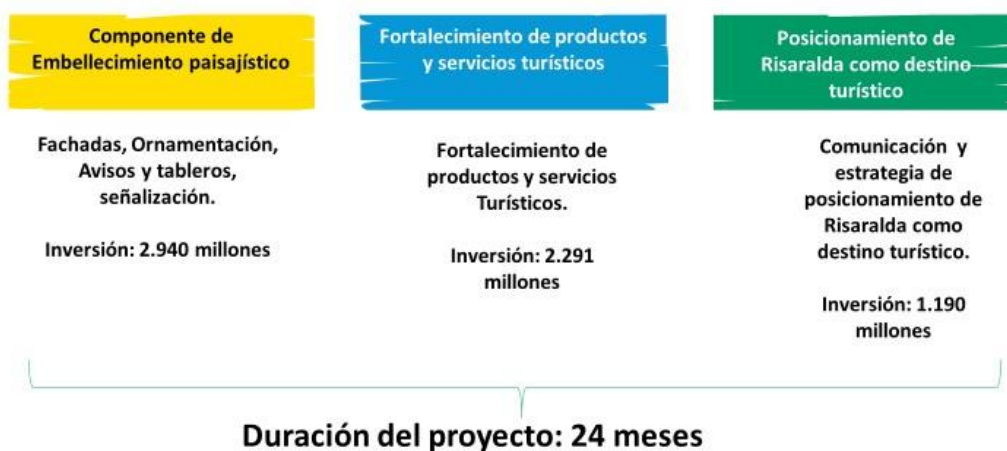 Componente de
Embellecimiento paisajístico
Fachadas, Ornamentación,
Avisos y tableros,
señalización.
Inversión: 2.940 millones
Fortalecimiento de productos
y servicios turísticos
Fortalecimiento de
productos y servicios
Turísticos.
Inversión: 2.291
millones
Posicionamiento de
Risaralda como destino
turístico
Comunicación y
estrategia de
posicionamiento de
Risaralda como
destino turístico.
Inversión: 1.190
millones
Duración del proyecto: 24 meses